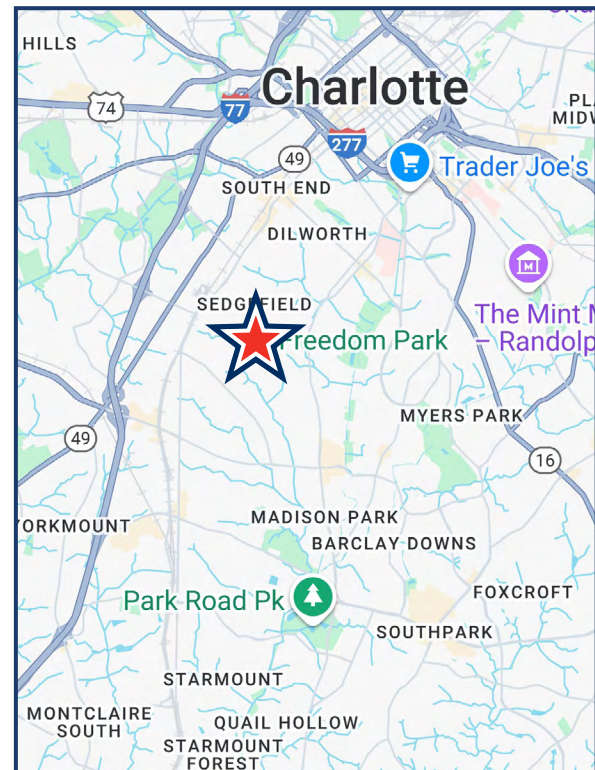 HILLS
Charlotte
74
77
277
49
Trader Joe's
SOUTH END
DILWORTH
M
SEDGEFIELD
Freedom Park
The Mint
– Randolp
MYERS PARK
49
16
YORKMOUNT
MADISON PARK
BARCLAY DOWNS
Park Road Pk
FOXCROFT
SOUTHPARK
STARMOUNT
MONTCLAIRE
SOUTH
QUAIL HOLLOW
STARMOUNT
FOREST